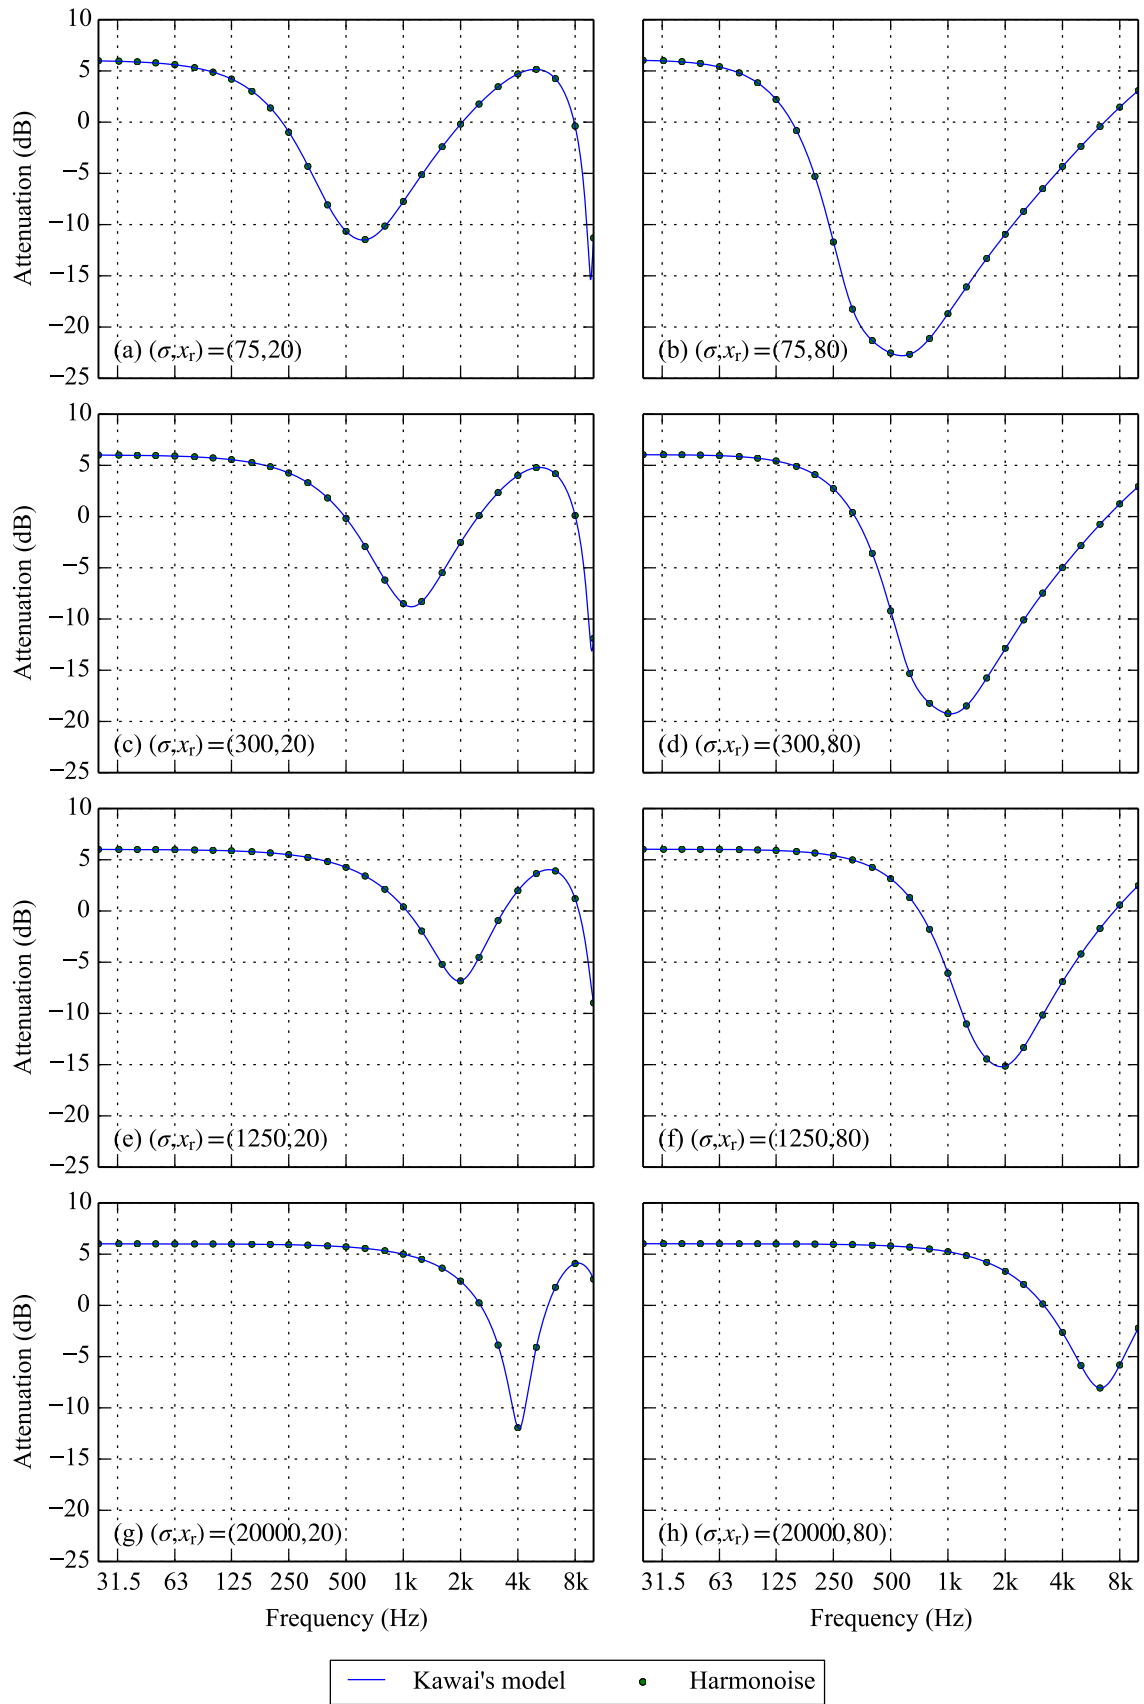 10
5
0
−5
−10
−15
−20
−25
Attenuation (dB)
(a) (σ,xr)=(75,20)
(b) (σ,xr)=(75,80)
10
5
0
−5
−10
−15
−20
−25
Attenuation (dB)
(c) (σ,xr)=(300,20)
(d) (σ,xr)=(300,80)
10
5
0
−5
−10
−15
−20
−25
Attenuation (dB)
(e) (σ,xr)=(1250,20)
(f) (σ,xr)=(1250,80)
10
5
0
−5
−10
−15
−20
−25
Attenuation (dB)
(g) (σ,xr)=(20000,20)
(h) (σ,xr)=(20000,80)
31.5 63 125 250 500 1k 2k 4k 8k
31.5 63 125 250 500 1k 2k 4k 8k
Frequency (Hz)
Frequency (Hz)
Kawai's model
Harmonoise